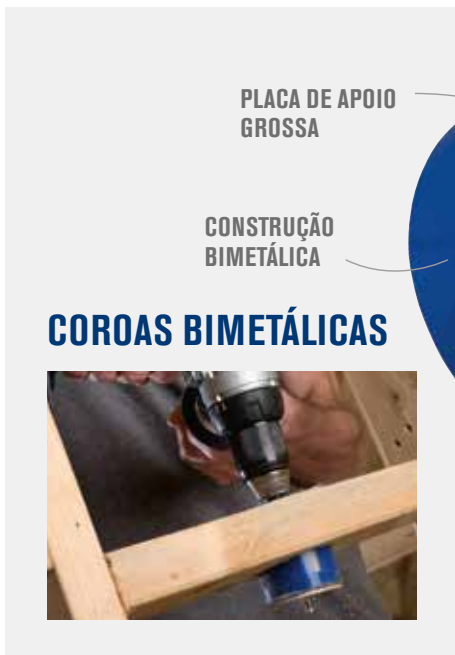 PLACA DE APOIO
GROSSA
CONSTRUÇÃO
BIMETÁLICA
COROAS BIMETÁLICAS